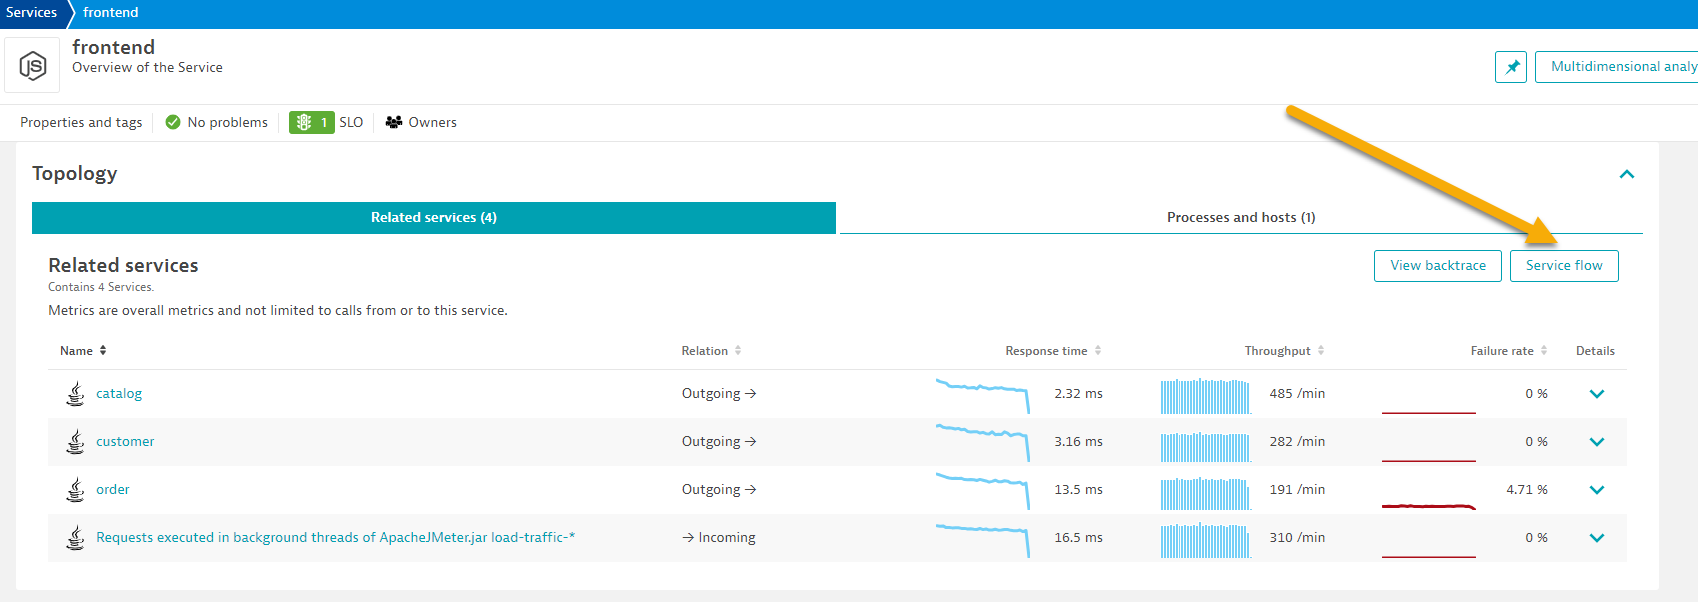 Services frontend
frontend
Overview of the Service
JS
Multidimensional analy
Properties and tags No problems 1 SLO Owners
Topology
Related services (4) Processes and hosts (1)
Related services
View backtrace Service flow
Contains 4 Services.
Metrics are overall metrics and not limited to calls from or to this service.
Name Relation Response time Throughput Failure rate Details
catalog Outgoing → 2.32 ms 485 /min 0 %
customer Outgoing → 3.16 ms 282 /min 0 %
order Outgoing → 13.5 ms 191 /min 4.71 %
Requests executed in background threads of ApacheJMeter.jar load-traffic-* → Incoming 16.5 ms 310 /min 0 %